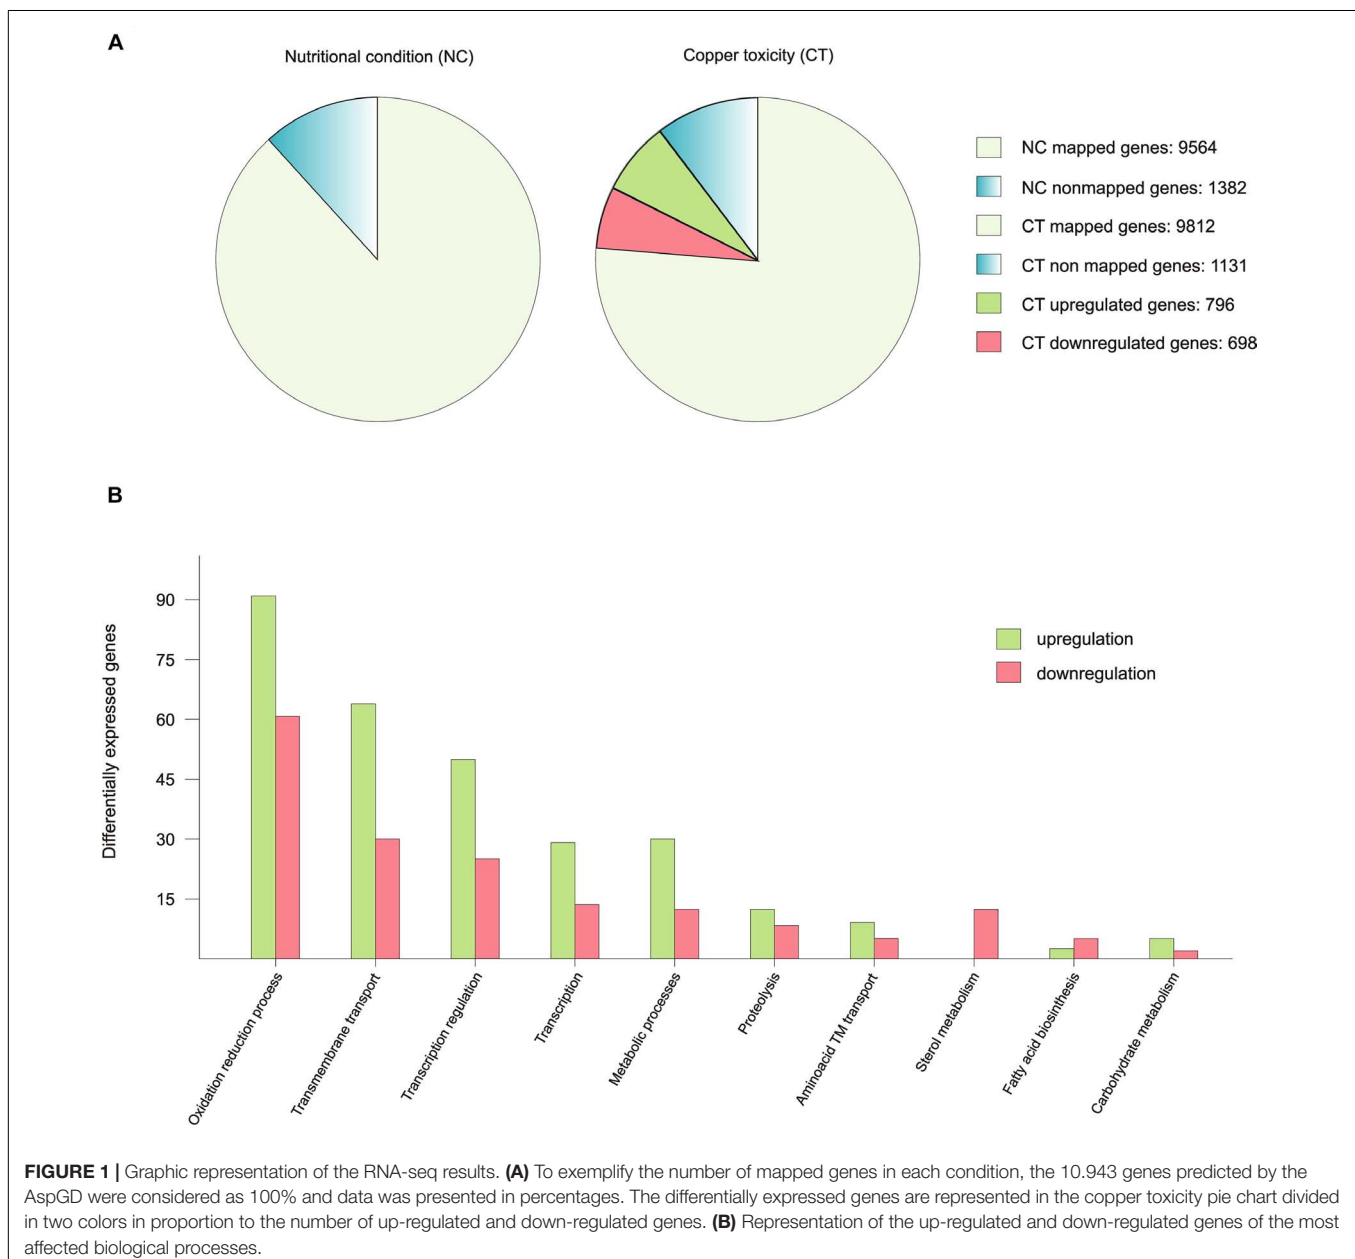 A
Nutritional condition (NC)
Copper toxicity (CT)
NC mapped genes: 9564
NC nonmapped genes: 1382
CT mapped genes: 9812
CT non mapped genes: 1131
CT upregulated genes: 796
CT downregulated genes: 698
B
Differentially expressed genes
90
75
60
45
30
15
upregulation
downregulation
Oxidation reduction process
Transmembrane transport
Transcription regulation
Transcription
Metabolic processes
Proteolysis
Aminoacid TM transport
Sterol metabolism
Fatty acid biosinthesis
Carbohydrate metabolism
FIGURE 1 | Graphic representation of the RNA-seq results. (A) To exemplify the number of mapped genes in each condition, the 10.943 genes predicted by the
AspGD were considered as 100% and data was presented in percentages. The differentially expressed genes are represented in the copper toxicity pie chart divided
in two colors in proportion to the number of up-regulated and down-regulated genes. (B) Representation of the up-regulated and down-regulated genes of the most
affected biological processes.